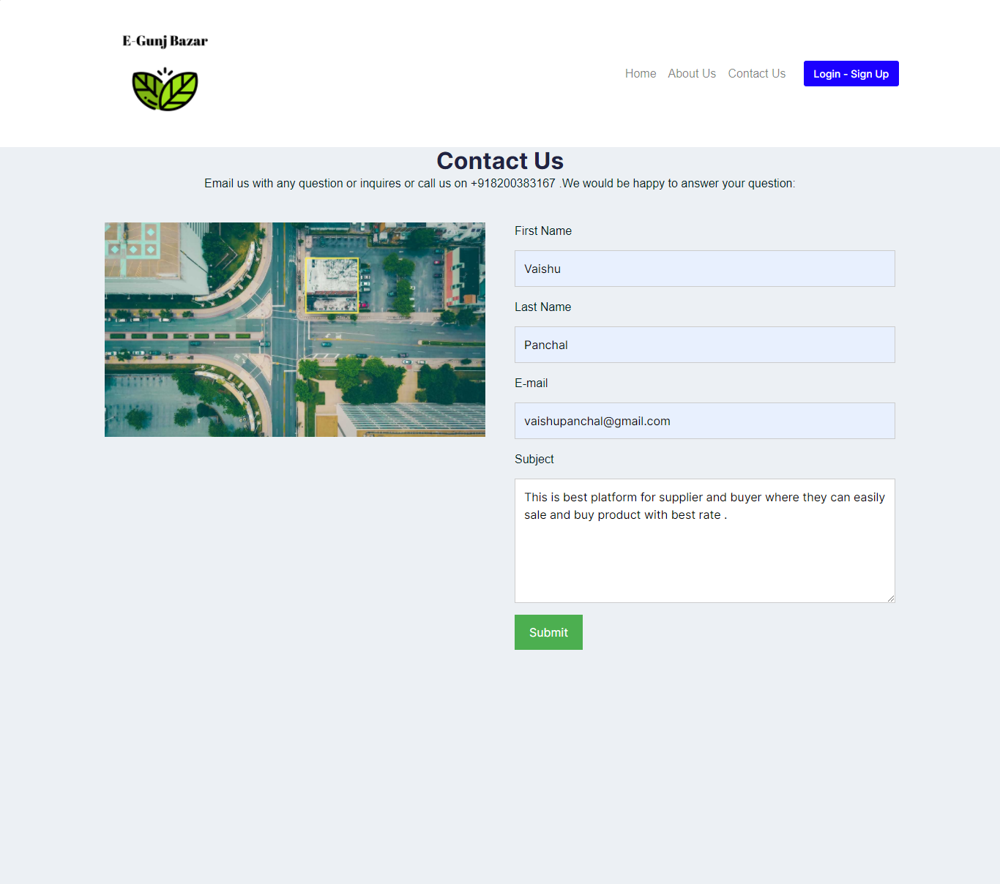 E-Gunj Bazar
Home About Us Contact Us Login - Sign Up
Contact Us
Email us with any question or inquires or call us on +918200383167 .We would be happy to answer your question:
First Name
Vaishu
Last Name
Panchal
E-mail
vaishupanchal@gmail.com
Subject
This is best platform for supplier and buyer where they can easily
sale and buy product with best rate .
Submit